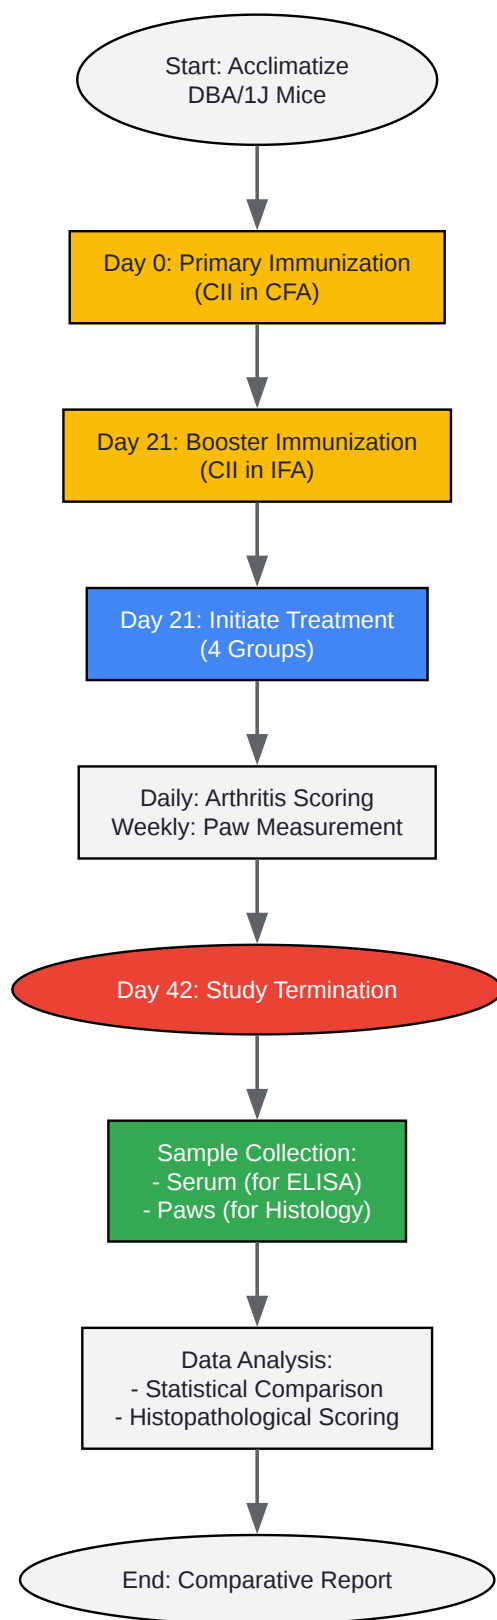 Start: Acclimatize
DBA/1J Mice
Day 0: Primary Immunization
(CII in CFA)
Day 21: Booster Immunization
(CII in IFA)
Day 21: Initiate Treatment
(4 Groups)
Daily: Arthritis Scoring
Weekly: Paw Measurement
Day 42: Study Termination
Sample Collection:
- Serum (for ELISA)
- Paws (for Histology)
Data Analysis:
- Statistical Comparison
- Histopathological Scoring
End: Comparative Report